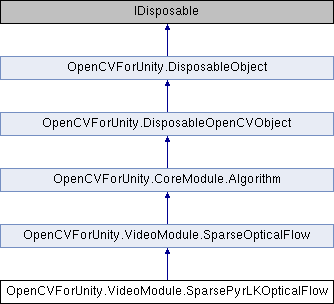 IDisposable
OpenCVForUnity.DisposableObject
OpenCVForUnity.DisposableOpenCVObject
OpenCVForUnity.CoreModule.Algorithm
OpenCVForUnity.VideoModule.SparseOpticalFlow
OpenCVForUnity.VideoModule.SparsePyrLKOpticalFlow